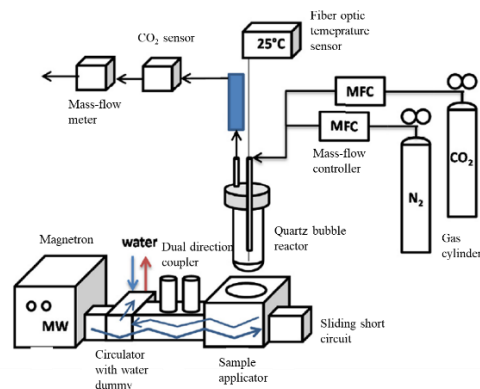 Fiber optic
temeprature
sensor
25°C
CO₂ sensor
Mass-flow
meter
MFC
MFC
Mass-flow
controller
CO₂
N₂
Gas
cylinder
Quartz bubble
reactor
Magnetron
water
Dual direction
coupler
MW
Sliding short
circuit
Circulator
with water
dummy
Sample
applicator